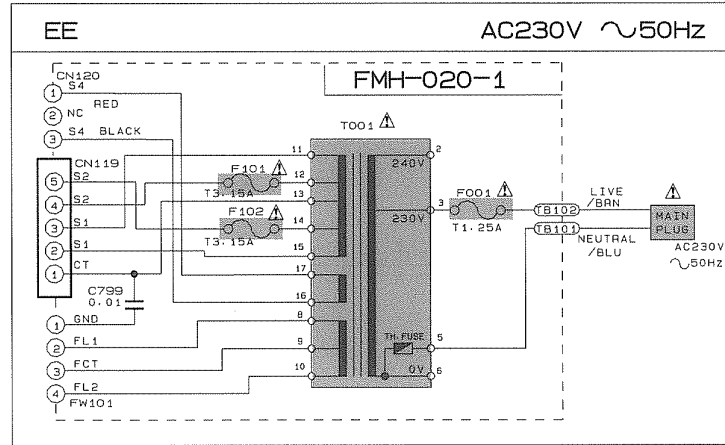 EE
AC230V 〜50Hz
FMH-020-1
CN120
1 S4
RED
2 NC
3 S4 BLACK
CN119
5 S2
4 S2
3 S1
2 S1
1 CT
C799
0.01
1 GND
2 FL1
3 FCT
4 FL2
FW101
F101
T3.15A
F102
T3.15A
T001
11
12
13
14
15
17
16
8
9
10
2
240V
3
230V
TH.FUSE
5
0V
6
F001
T1.25A
TB102
LIVE
/BRN
TB101
NEUTRAL
/BLU
MAIN
PLUG
AC230V
〜50Hz